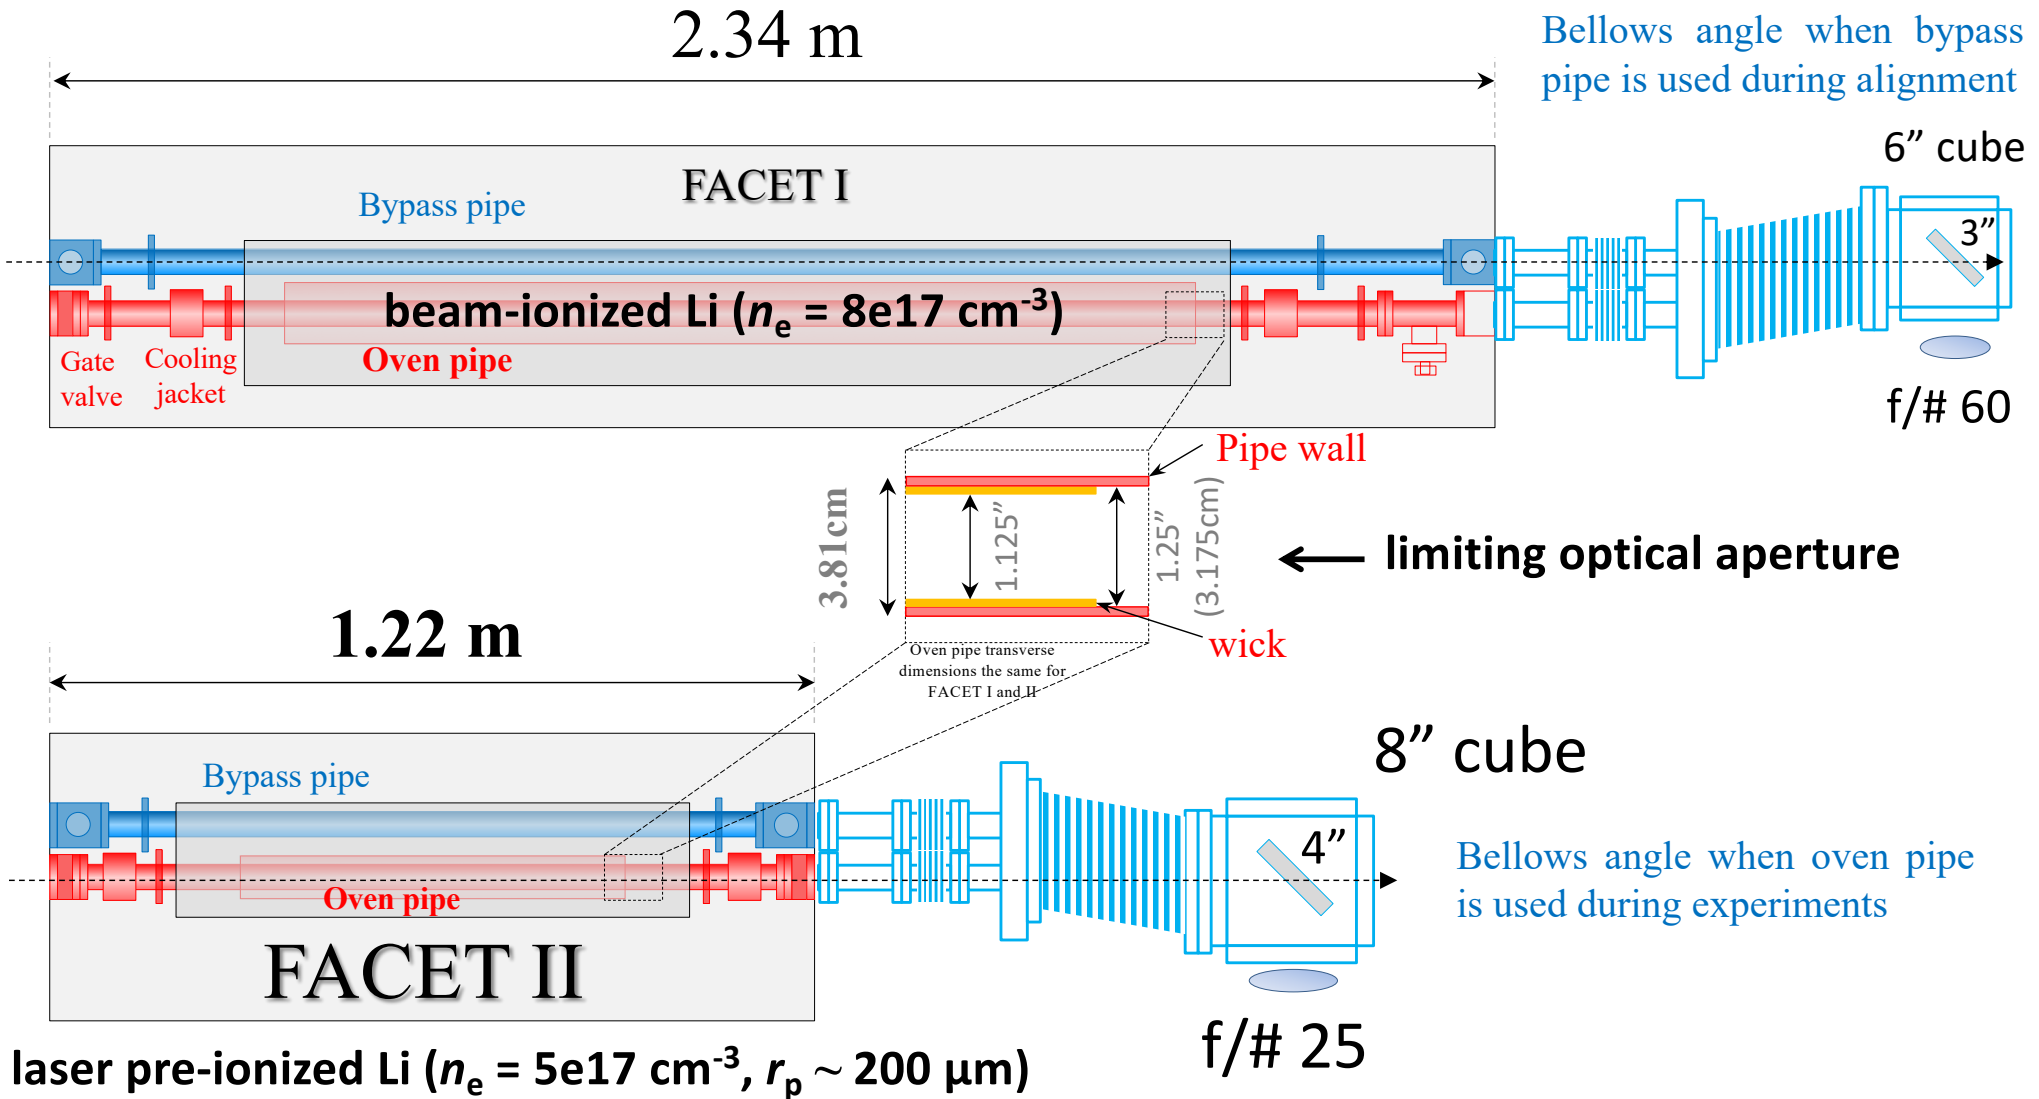 2.34 m
Bellows angle when bypass
pipe is used during alignment
6” cube
FACET I
Bypass pipe
3”
beam-ionized Li (nₑ = 8e17 cm⁻³)
Gate
valve
Cooling
jacket
Oven pipe
f/# 60
Pipe wall
3.81cm
1.125”
1.25”
(3.175cm)
limiting optical aperture
wick
Oven pipe transverse
dimensions the same for
FACET I and II
1.22 m
8” cube
Bypass pipe
4”
Bellows angle when oven pipe
is used during experiments
Oven pipe
FACET II
f/# 25
laser pre-ionized Li (nₑ = 5e17 cm⁻³, rₚ ~ 200 µm)